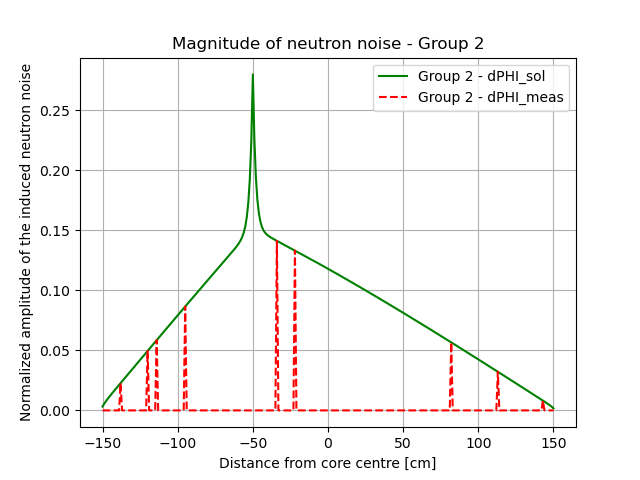 Magnitude of neutron noise - Group 2
Group 2 - dPHI_sol
Group 2 - dPHI_meas
Normalized amplitude of the induced neutron noise
0.25
0.20
0.15
0.10
0.05
0.00
−150 −100 −50 0 50 100 150
Distance from core centre [cm]